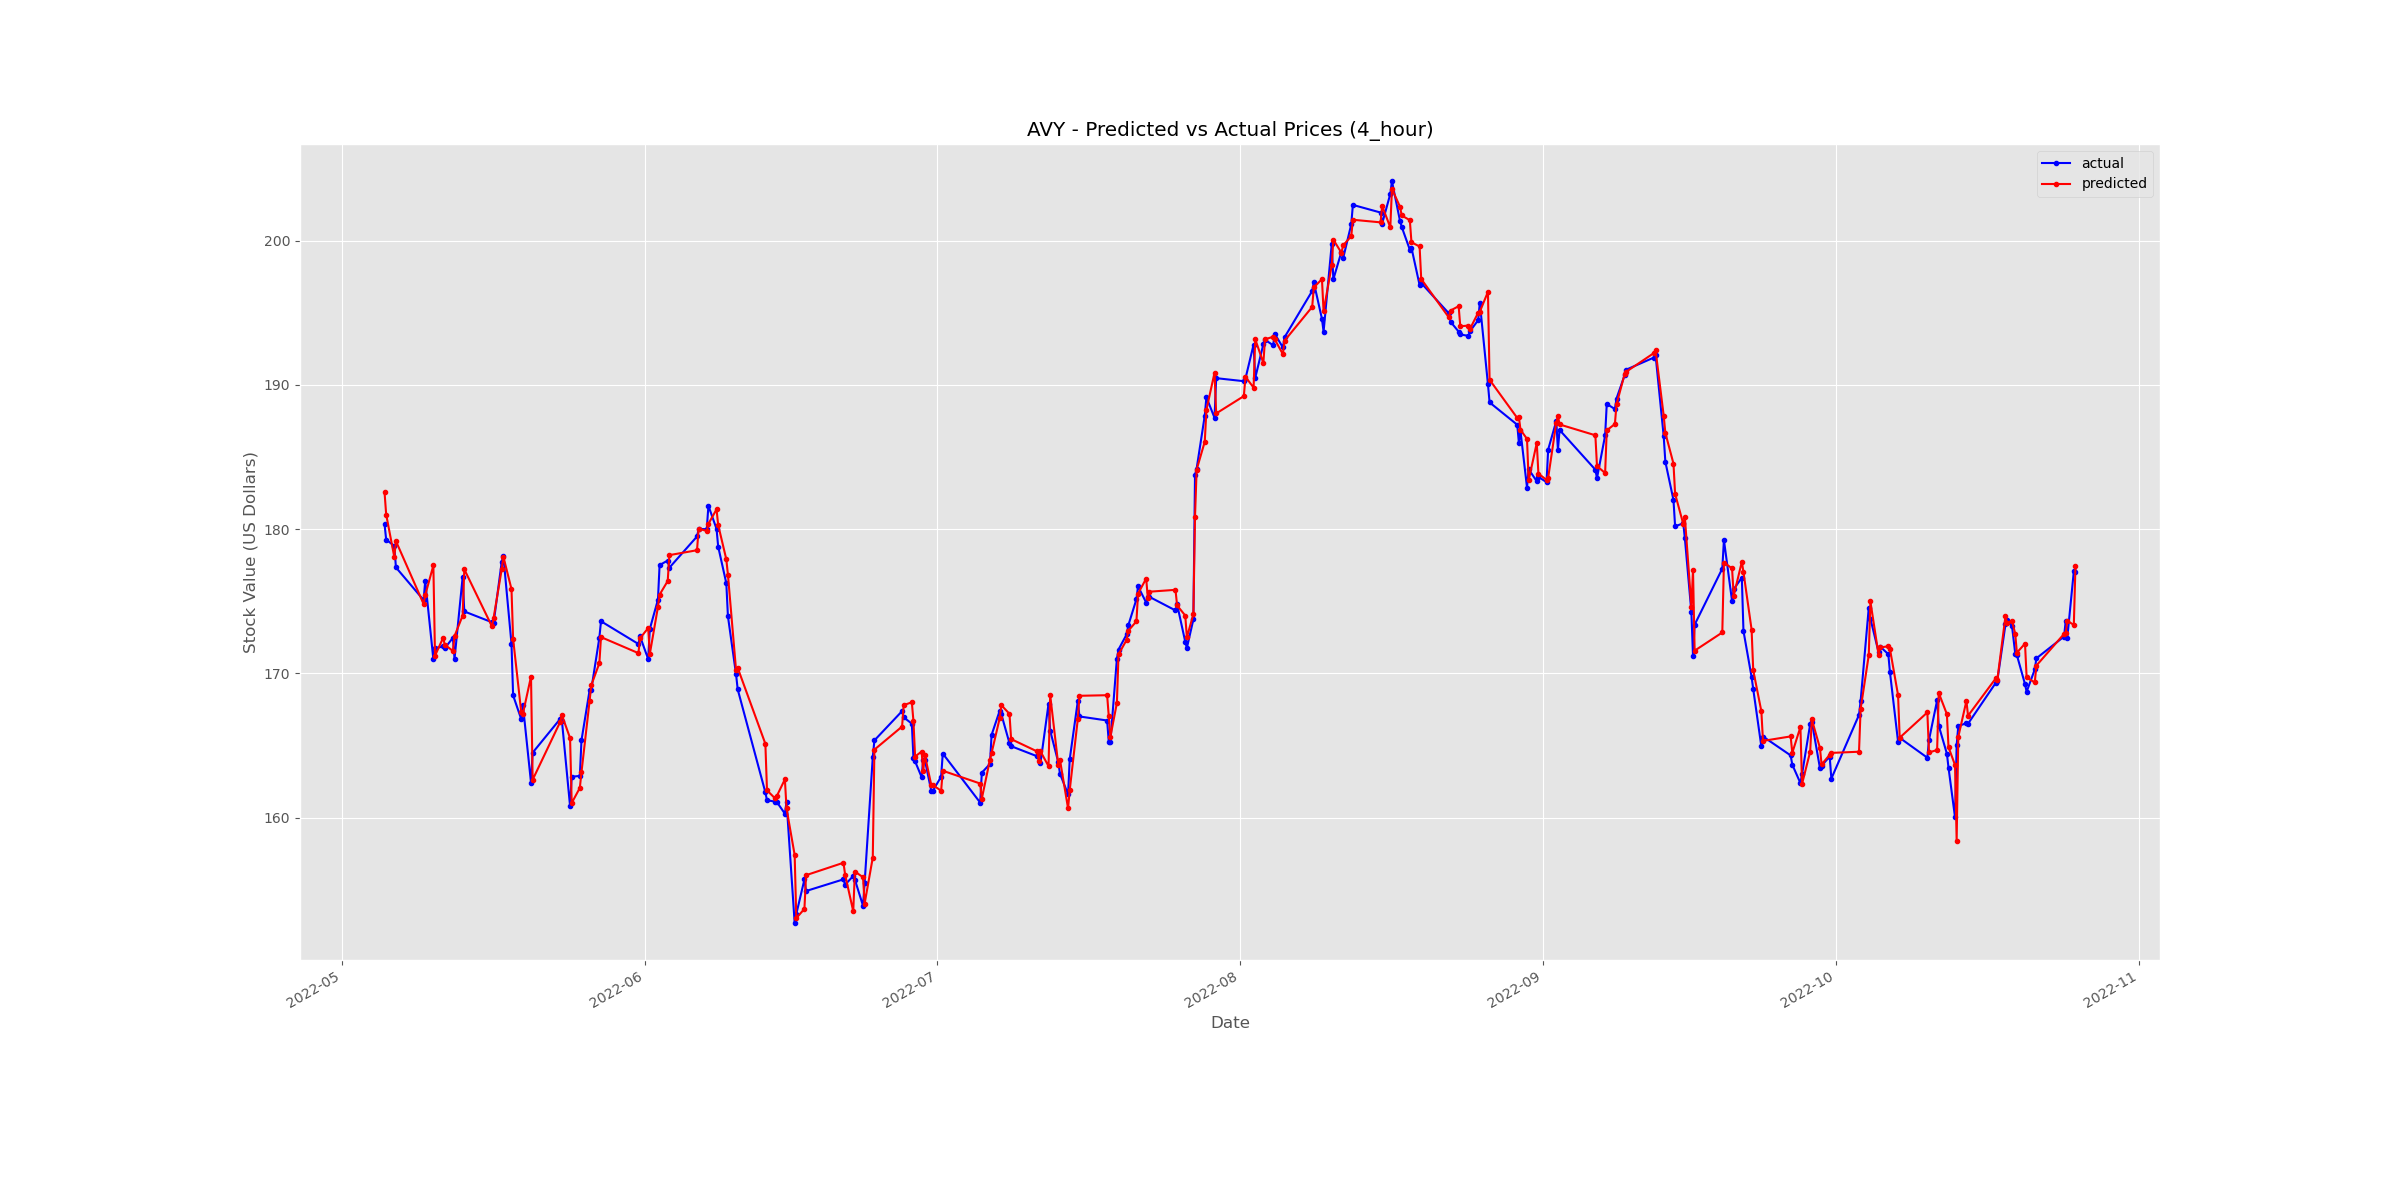 AVY - Predicted vs Actual Prices (4_hour)
actual
predicted
Stock Value (US Dollars)
200
190
180
170
160
2022-05
2022-06
2022-07
2022-08
2022-09
2022-10
2022-11
Date